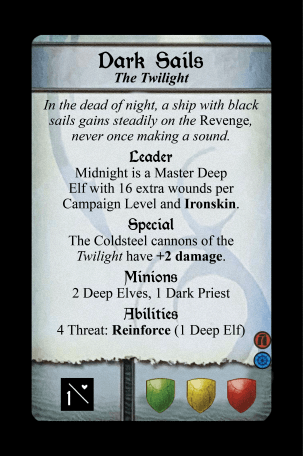 Dark Sails
The Twilight
In the dead of night, a ship with black
sails gains steadily on the Revenge,
never once making a sound.
Leader
Midnight is a Master Deep
Elf with 16 extra wounds per
Campaign Level and Ironskin.
Special
The Coldsteel cannons of the
Twilight have +2 damage.
Minions
2 Deep Elves, 1 Dark Priest
Abilities
4 Threat: Reinforce (1 Deep Elf)
1